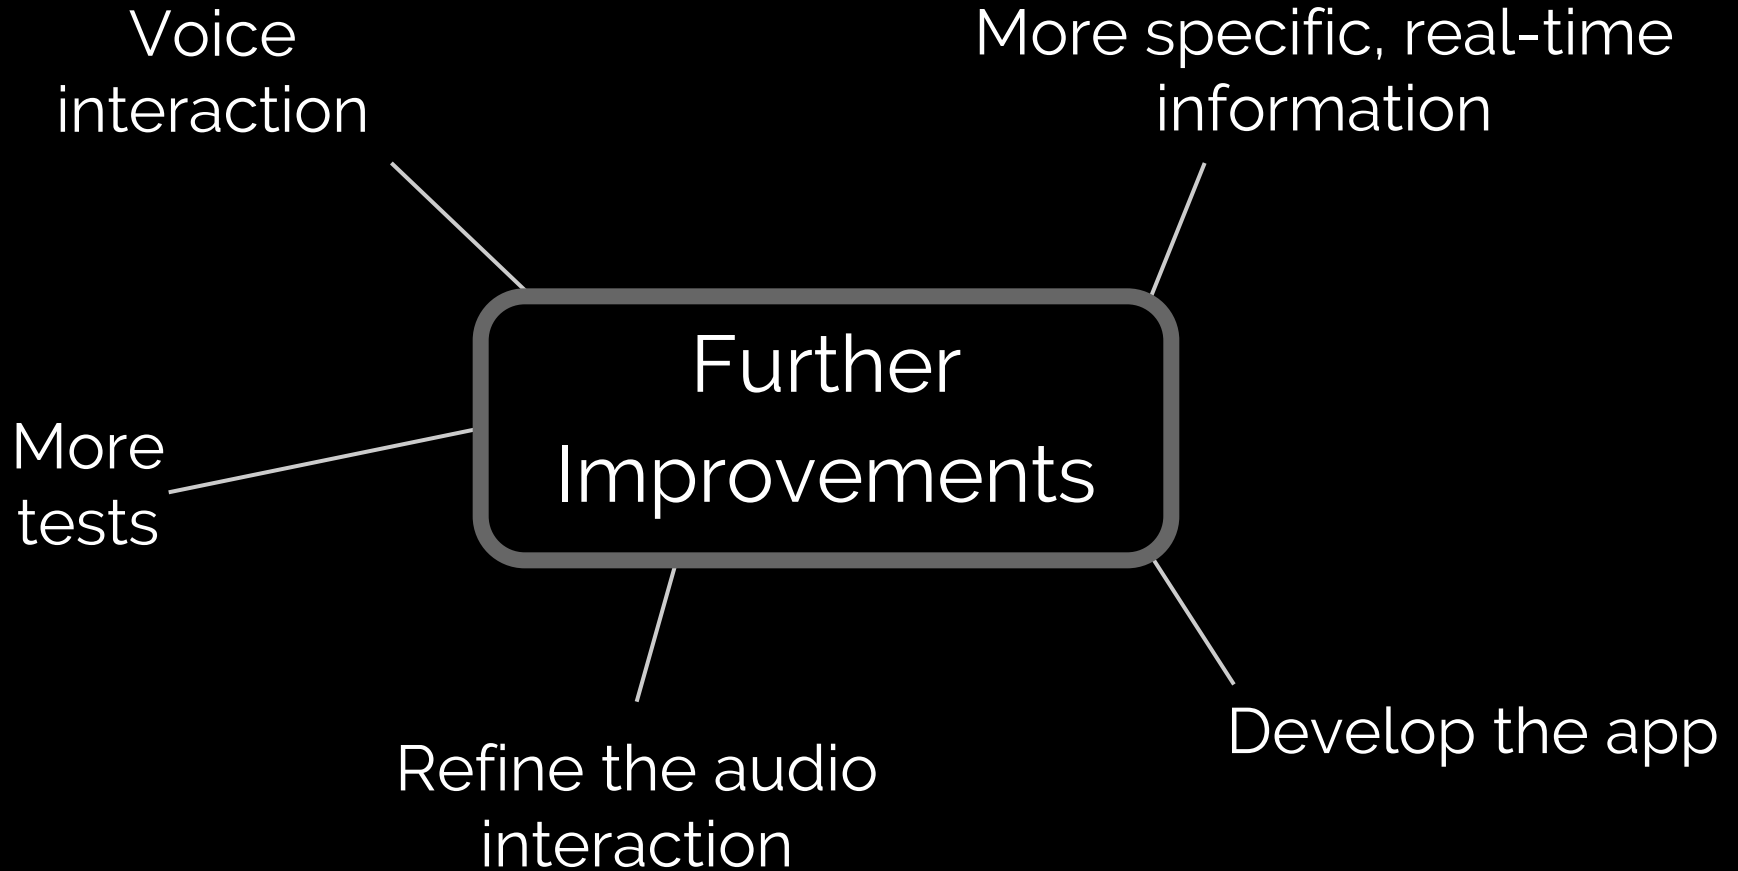 Voice
interaction
More specific, real-time
information
Further
Improvements
More
tests
Refine the audio
interaction
Develop the app